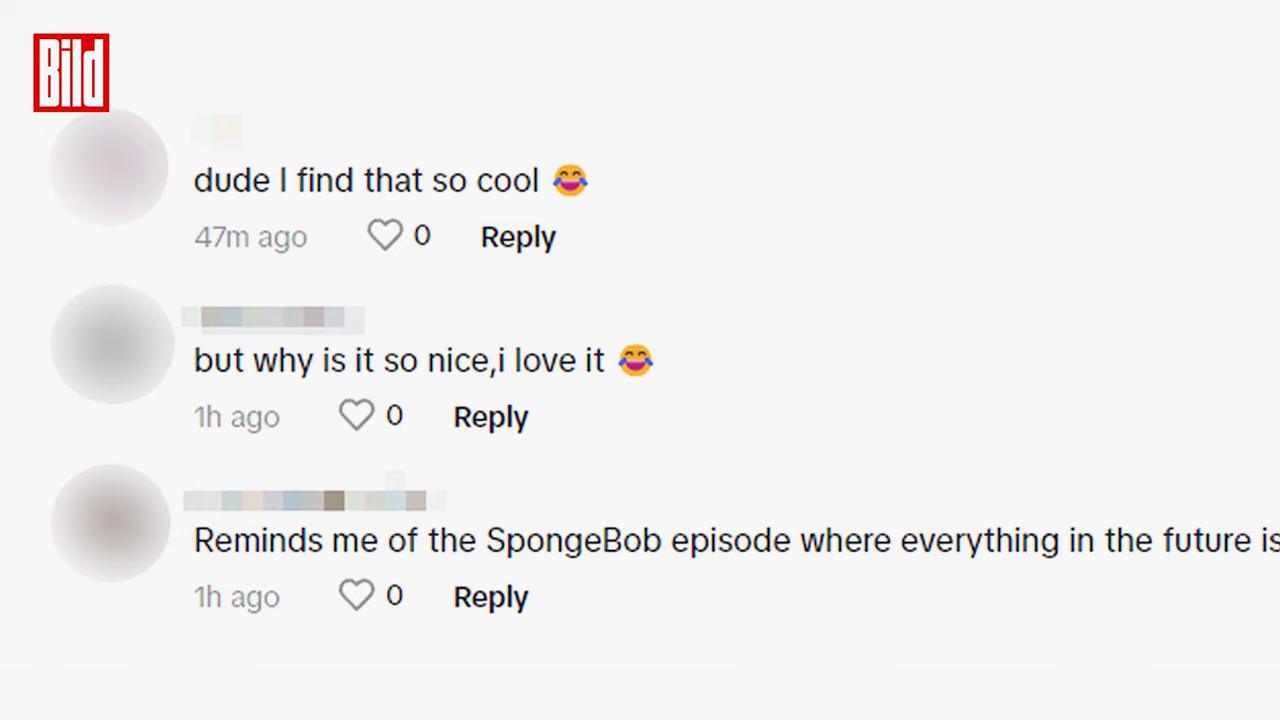 Bild
dude I find that so cool 😂
47m ago 0 Reply
but why is it so nice,i love it 😂
1h ago 0 Reply
Reminds me of the SpongeBob episode where everything in the future is
1h ago 0 Reply